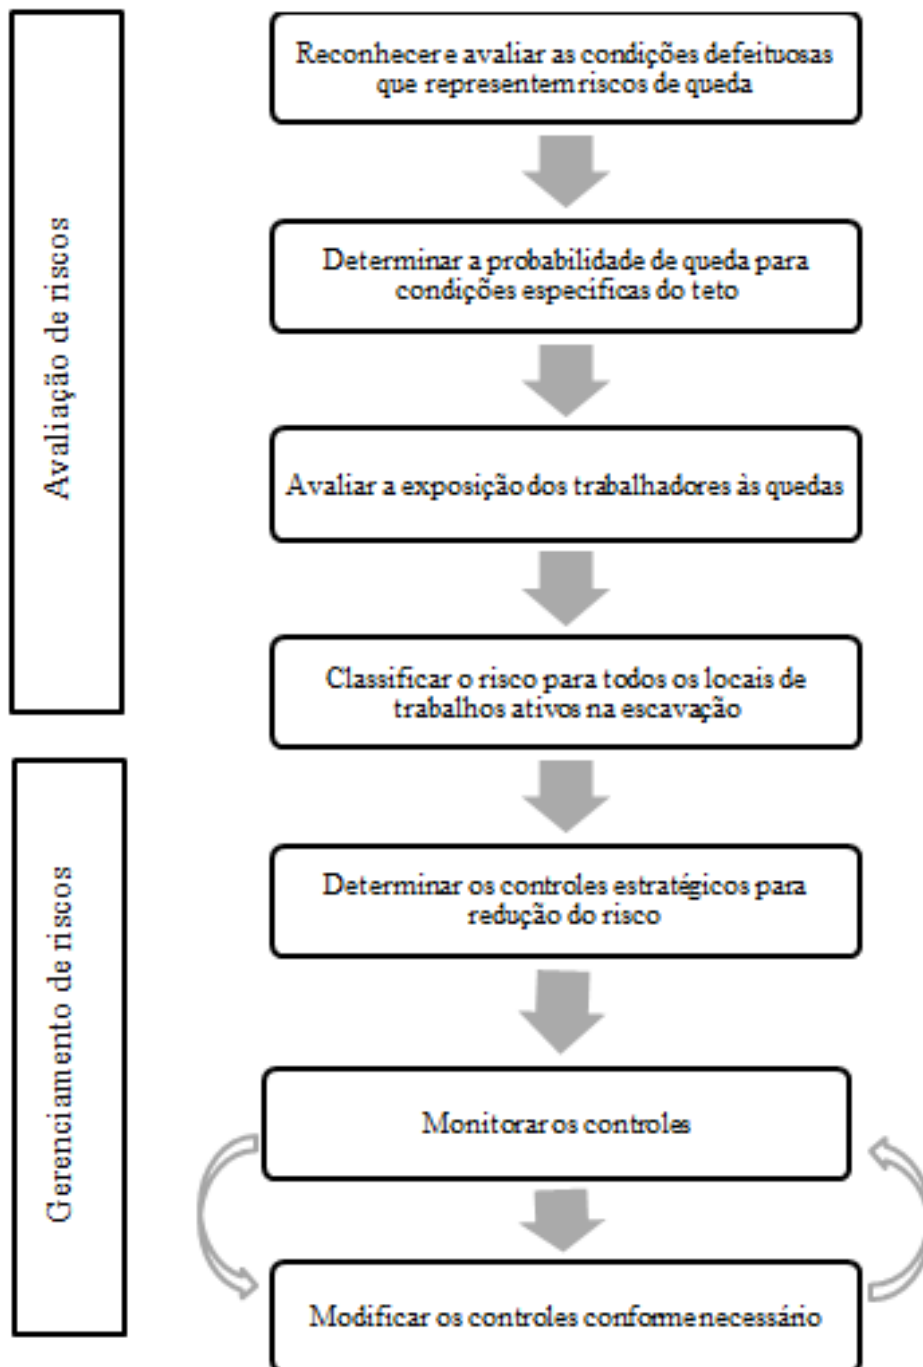 Avaliação de riscos
Reconhecer e avaliar as condições defeituosas
que representem riscos de queda
Determinar a probabilidade de queda para
condições específicas do teto
Avaliar a exposição dos trabalhadores às quedas
Classificar o risco para todos os locais de
trabalhos ativos na escavação
Gerenciamento de riscos
Determinar os controles estratégicos para
redução do risco
Monitorar os controles
Modificar os controles conforme necessário